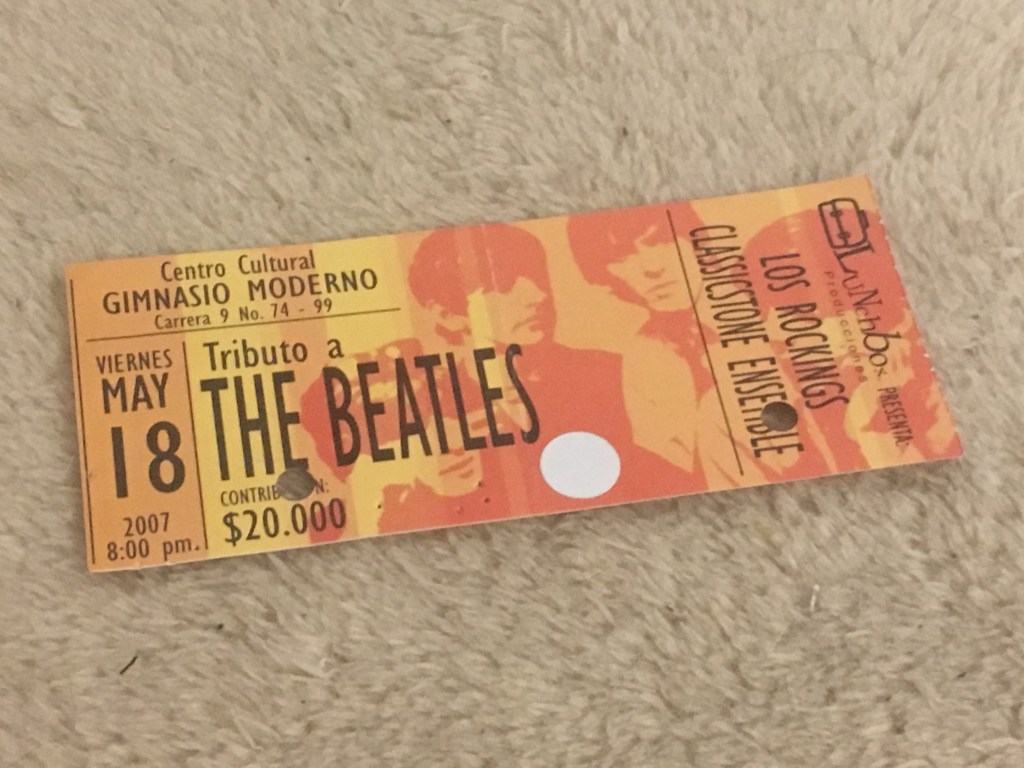 Centro Cultural
GIMNASIO MODERNO
Carrera 9 No. 74 - 99
VIERNES
MAY
18
2007
8:00 pm.
Tributo a
THE BEATLES
$20.000
LuNchbox
Producciones
PRESENTA:
LOS ROCKINGS
CLASSICSTONE ENSEMBLE